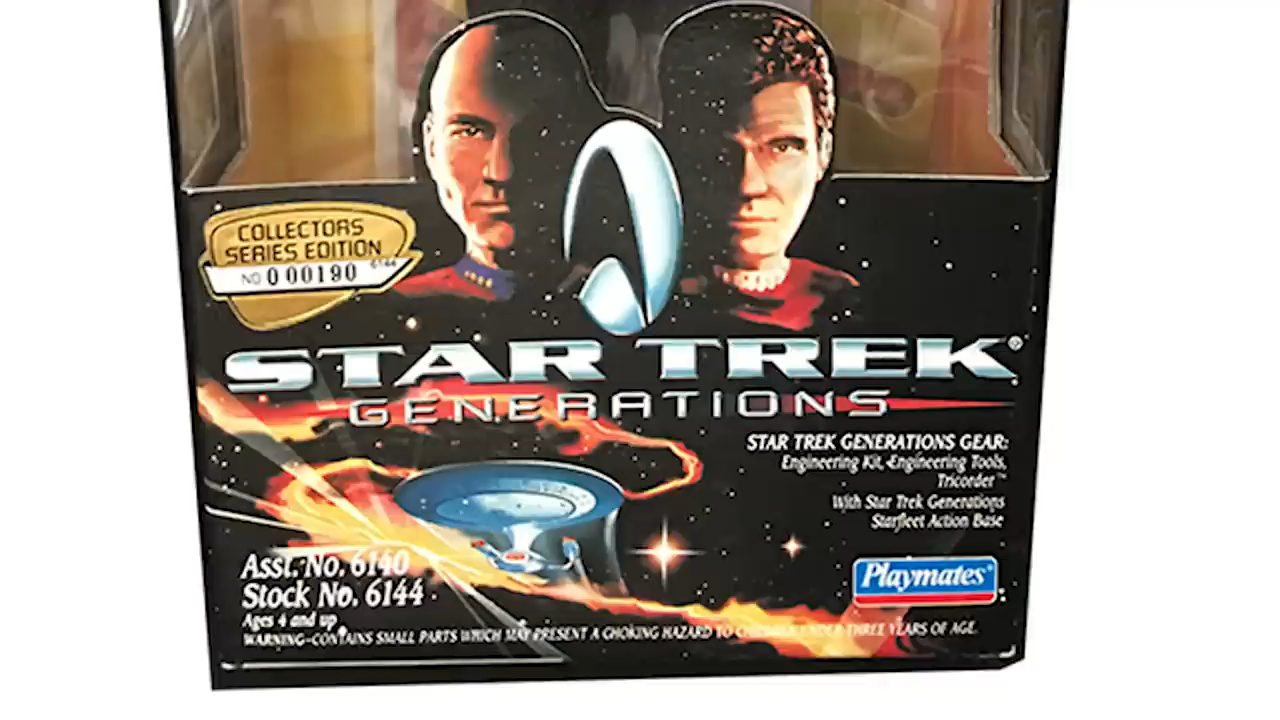 COLLECTORS
SERIES EDITION
NO. 000190 6144
STAR TREK®
GENERATIONS
STAR TREK GENERATIONS GEAR:
Engineering Kit, Engineering Tools,
Tricorder™
With Star Trek Generations
Starfleet Action Base
Asst. No. 6140
Stock No. 6144
Ages 4 and up
Playmates®
WARNING–CONTAINS SMALL PARTS WHICH MAY PRESENT A CHOKING HAZARD TO CHILDREN UNDER THREE YEARS OF AGE.